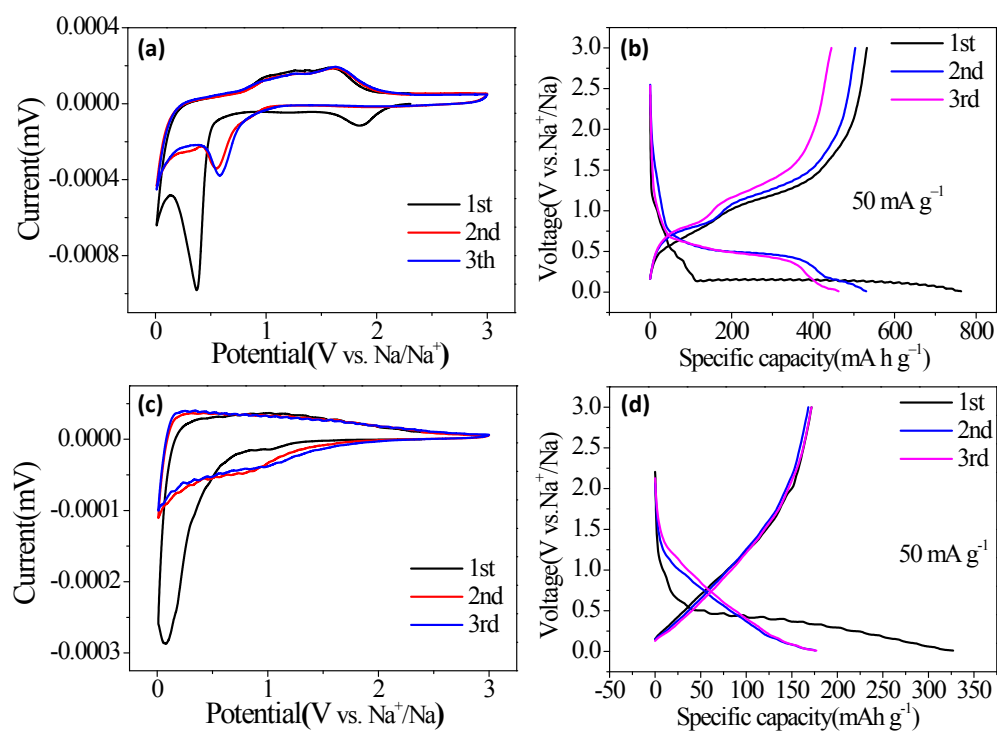 (a)
0.0004
0.0000
-0.0004
-0.0008
Current(mV)
1st
2nd
3th
0 1 2 3
Potential(V vs. Na/Na⁺)
(b)
3.0
2.5
2.0
1.5
1.0
0.5
0.0
Voltage(V vs.Na⁺/Na)
1st
2nd
3rd
50 mA g⁻¹
0 200 400 600 800
Specific capacity(mA h g⁻¹)
(c)
0.0000
-0.0001
-0.0002
-0.0003
Current(mV)
1st
2nd
3rd
0 1 2 3
Potential(V vs. Na⁺/Na)
(d)
3.0
2.5
2.0
1.5
1.0
0.5
0.0
Voltage(V vs.Na⁺/Na)
1st
2nd
3rd
50 mA g⁻¹
-50 0 50 100 150 200 250 300 350
Specific capacity(mAh g⁻¹)